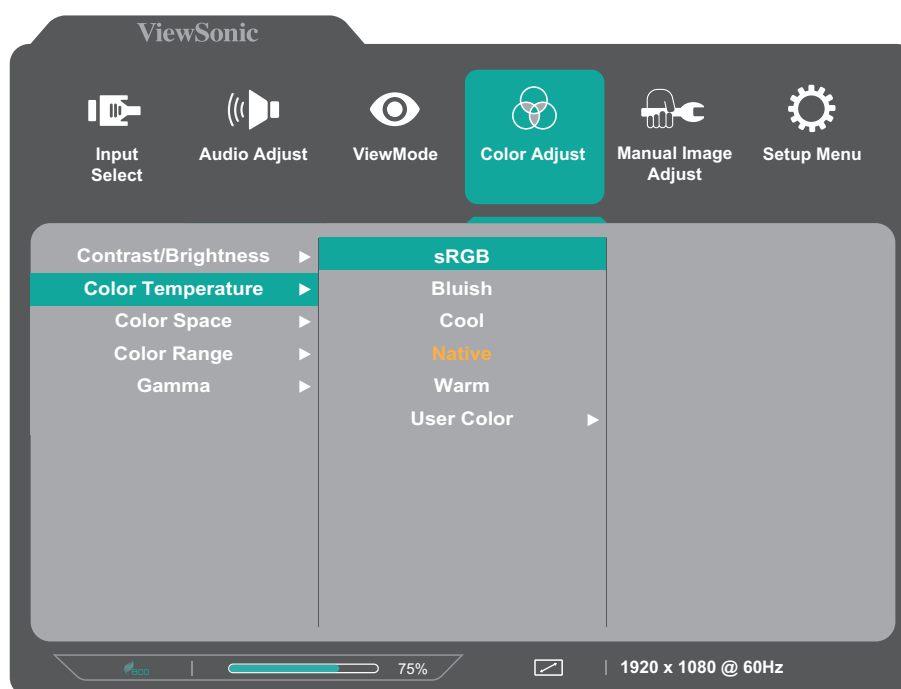 ViewSonic
Input Select
Audio Adjust
ViewMode
Color Adjust
Manual Image Adjust
Setup Menu
Contrast/Brightness
Color Temperature
Color Space
Color Range
Gamma
sRGB
Bluish
Cool
Native
Warm
User Color
eco
75%
1920 x 1080 @ 60Hz